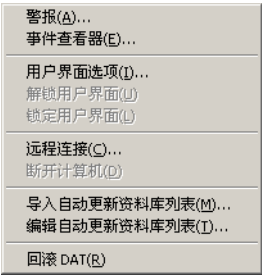 警报(A)...
事件查看器(E)...
用户界面选项(I)...
解锁用户界面(U)
锁定用户界面(L)
远程连接(C)...
断开计算机(D)
导入自动更新资料库列表(M)...
编辑自动更新资料库列表(T)...
回滚 DAT(R)